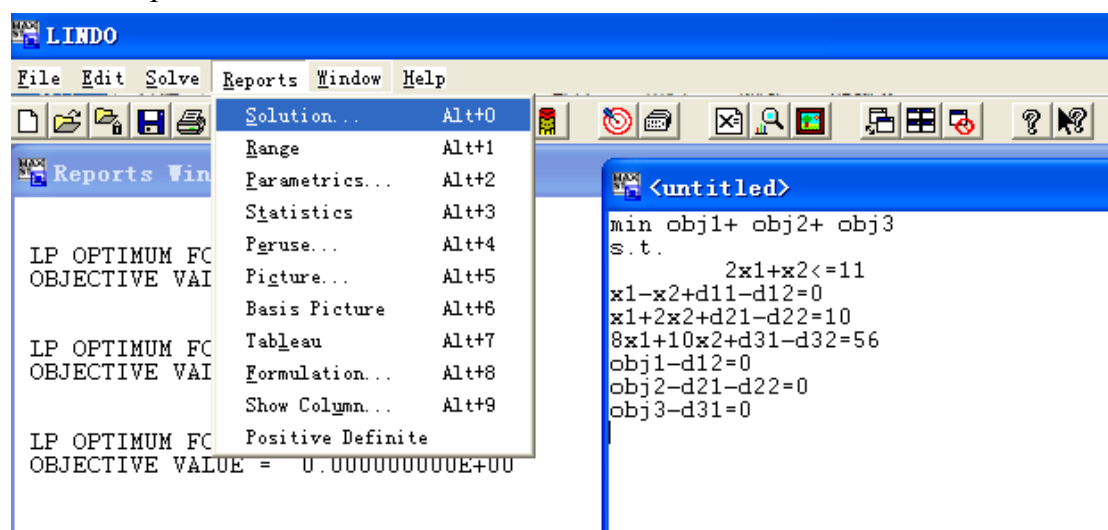 LINDO
File Edit Solve Reports Window Help
Solution... Alt+0
Range Alt+1
Parametrics... Alt+2
Statistics Alt+3
Peruse... Alt+4
Picture... Alt+5
Basis Picture Alt+6
Tableau Alt+7
Formulation... Alt+8
Show Column... Alt+9
Positive Definite
Reports Win
LP OPTIMUM FO
OBJECTIVE VAL
LP OPTIMUM FO
OBJECTIVE VAL
LP OPTIMUM FO
OBJECTIVE VALUE = 0.000000000E+00
<untitled>
min obj1+ obj2+ obj3
s.t.
2x1+x2<=11
x1-x2+d11-d12=0
x1+2x2+d21-d22=10
8x1+10x2+d31-d32=56
obj1-d12=0
obj2-d21-d22=0
obj3-d31=0